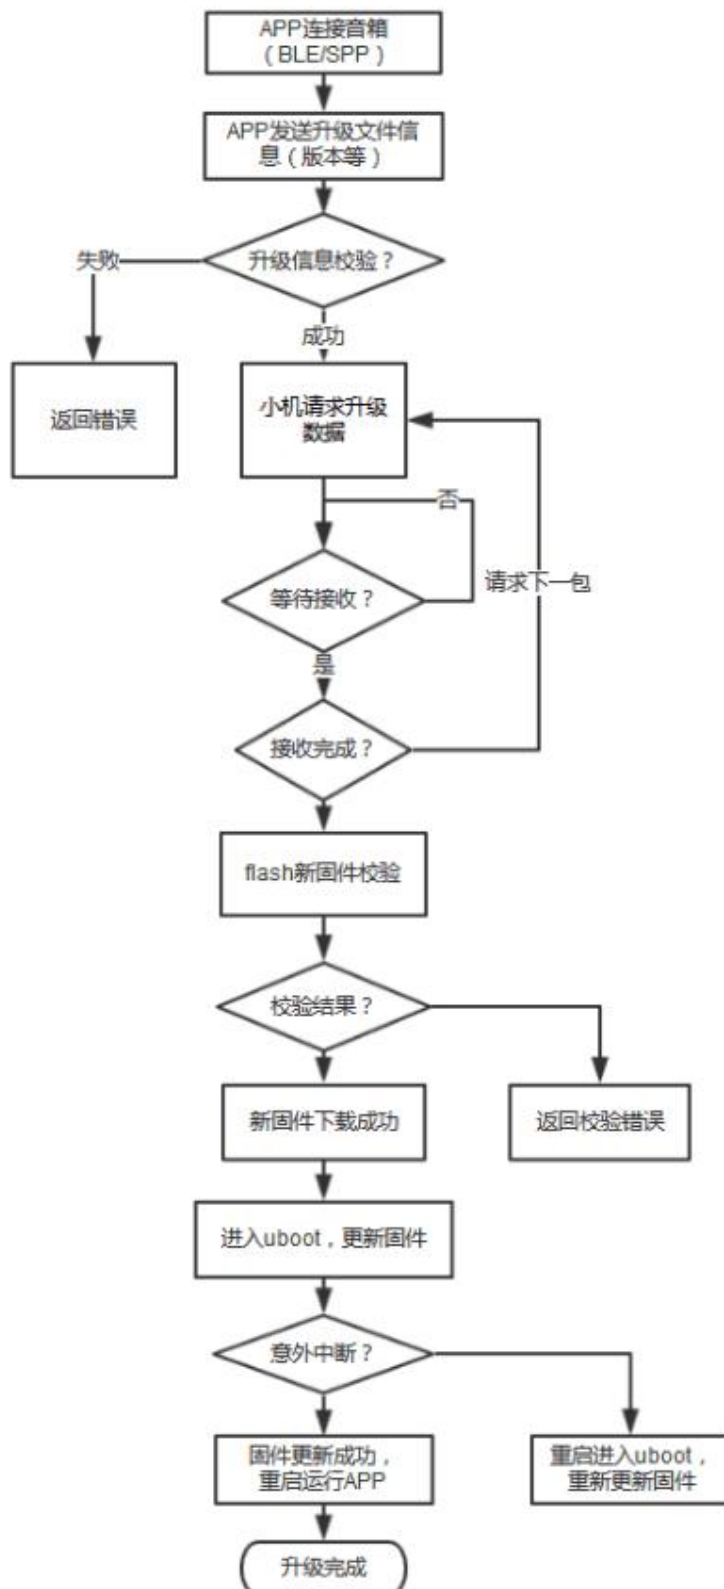 APP连接音箱
（BLE/SPP）
APP发送升级文件信
息（版本等）
升级信息校验？
失败
成功
返回错误
小机请求升级
数据
否
等待接收？
请求下一包
是
接收完成？
flash新固件校验
校验结果？
新固件下载成功
返回校验错误
进入uboot，更新固件
意外中断？
固件更新成功，
重启运行APP
重启进入uboot，
重新更新固件
升级完成